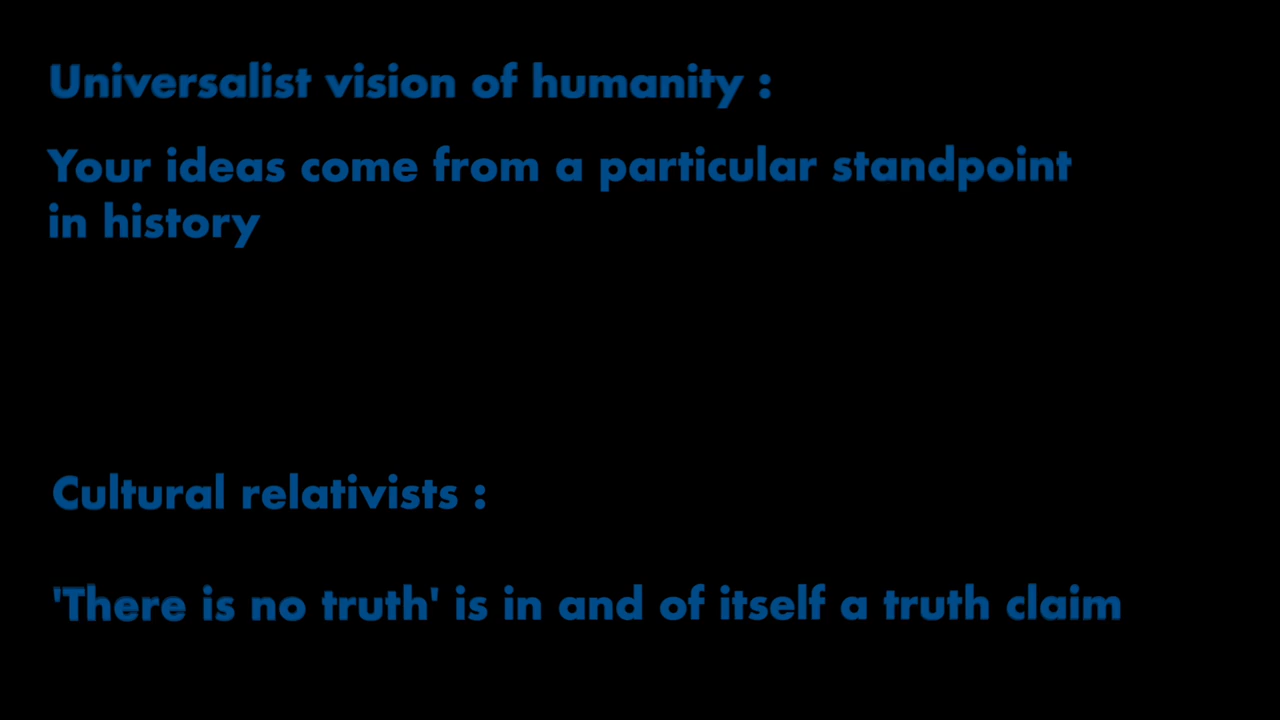 Universalist vision of humanity :
Your ideas come from a particular standpoint
in history
Cultural relativists :
'There is no truth' is in and of itself a truth claim